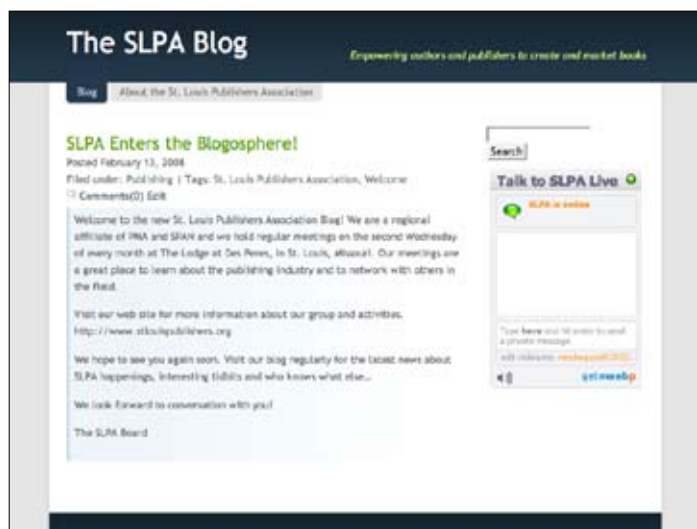 The SLPA Blog
Empowering authors and publishers to create and market books
Blog
About the St. Louis Publishers Association
SLPA Enters the Blogosphere!
Posted February 13, 2008
Filed under: Publishing | Tags: St. Louis Publishers Association, Welcome
Comments(0) Edit
Welcome to the new St. Louis Publishers Association Blog! We are a regional
affiliate of PMA and SPAN and we hold regular meetings on the second Wednesday
of every month at The Lodge at Des Peres, in St. Louis, Missouri. Our meetings are
a great place to learn about the publishing industry and to network with others in
the field.
Visit our web site for more information about our group and activities.
http://www.stlouispublishers.org
We hope to see you again soon. Visit our blog regularly for the latest news about
SLPA happenings, interesting tidbits and who knows what else...
We look forward to conversation with you!
The SLPA Board
Search
Talk to SLPA Live
SLPA is online
Type here and hit enter to send
a private message
edit nickname:
get meebo